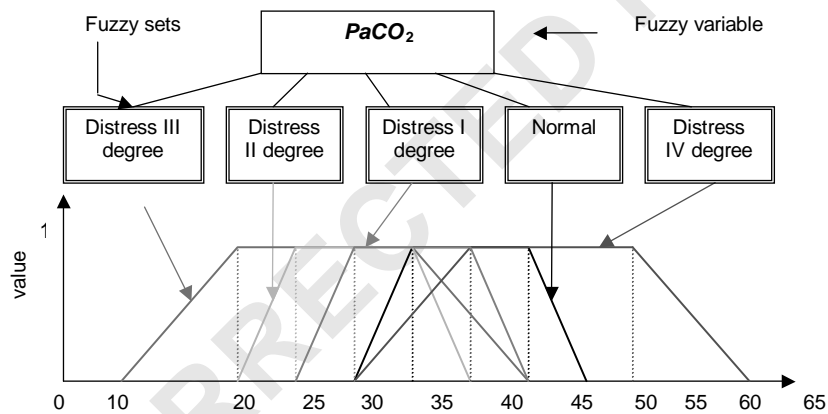 Fuzzy sets
PaCO2
Fuzzy variable
Distress III
degree
Distress
II degree
Distress I
degree
Normal
Distress
IV degree
1
value
0 10 20 25 30 35 40 45 50 55 60 65
RRECTED